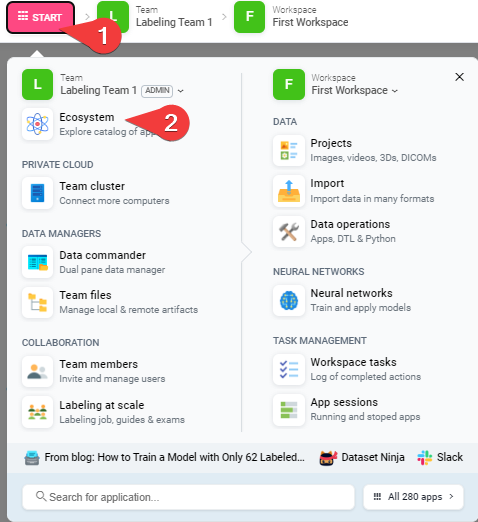 START
1
L
Team
Labeling Team 1
F
Workspace
First Workspace
L
Team
Labeling Team 1 ADMIN
Ecosystem
Explore catalog of
2
PRIVATE CLOUD
Team cluster
Connect more computers
DATA MANAGERS
Data commander
Dual pane data manager
Team files
Manage local & remote artifacts
COLLABORATION
Team members
Invite and manage users
Labeling at scale
Labeling job, guides & exams
F
Workspace
First Workspace
DATA
Projects
Images, videos, 3Ds, DICOMs
Import
Import data in many formats
Data operations
Apps, DTL & Python
NEURAL NETWORKS
Neural networks
Train and apply models
TASK MANAGEMENT
Workspace tasks
Log of completed actions
App sessions
Running and stoped apps
From blog: How to Train a Model with Only 62 Labeled...
Dataset Ninja
Slack
Search for application...
All 280 apps